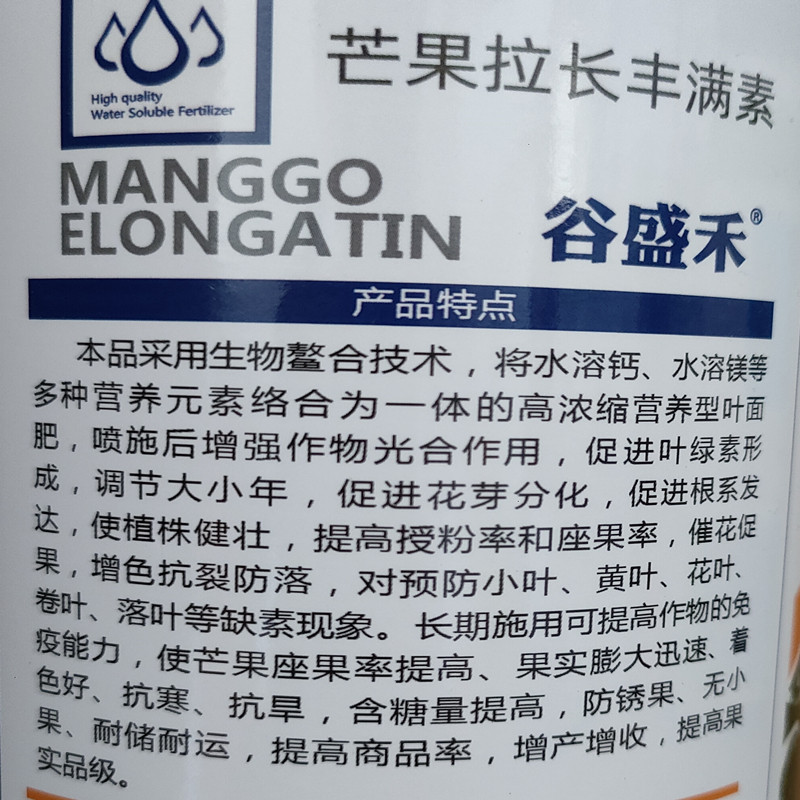 High quality
Water Soluble Fertilizer
芒果拉长丰满素
MANGGO
ELONGATIN
谷盛禾®
产品特点
本品采用生物鳌合技术，将水溶钙、水溶镁等
多种营养元素络合为一体的高浓缩营养型叶面
肥，喷施后增强作物光合作用，促进叶绿素形
成，调节大小年，促进花芽分化，促进根系发
达，使植株健壮，提高授粉率和座果率，催花促
果，增色抗裂防落，对预防小叶、黄叶、花叶、
卷叶、落叶等缺素现象。长期施用可提高作物的免
疫能力，使芒果座果率提高、果实膨大迅速、着
色好、抗寒、抗旱，含糖量提高，防锈果、无小
果、耐储耐运，提高商品率，增产增收，提高果
实品级。